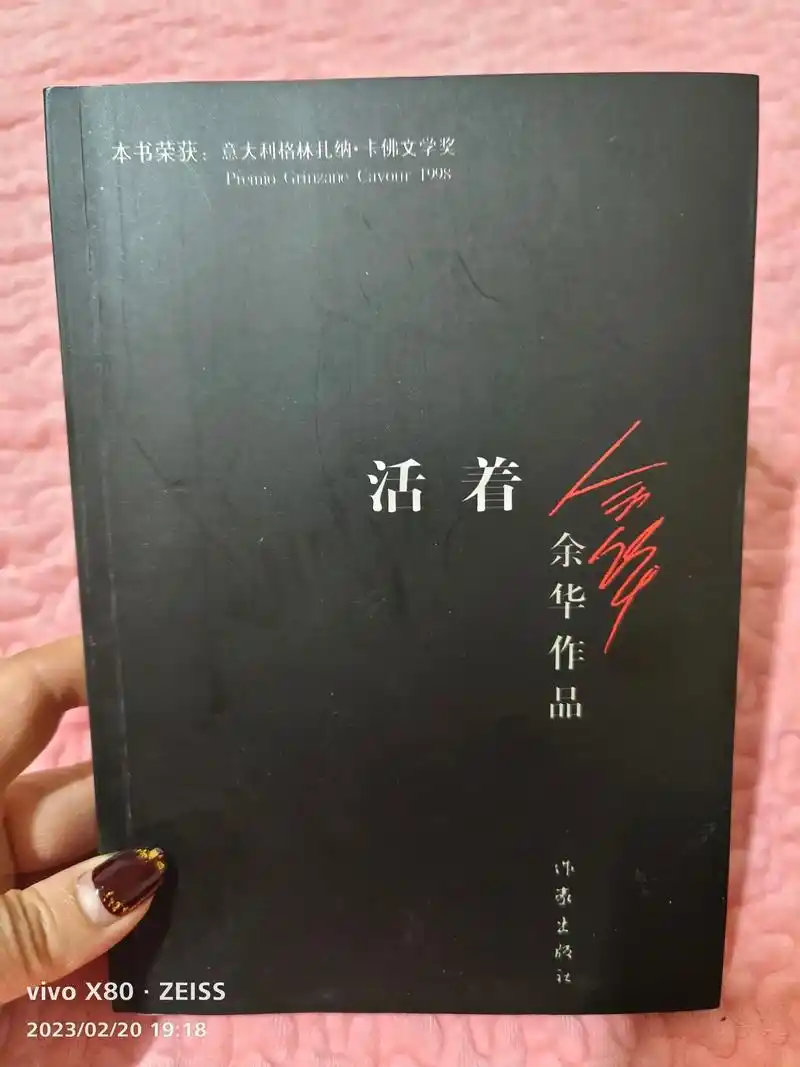 本书荣获：意大利格林扎纳·卡佛文学奖
Premio Grinzane Cavour 1998
活着
余华
余华作品
作家出版社
vivo X80 · ZEISS
2023/02/20 19:18